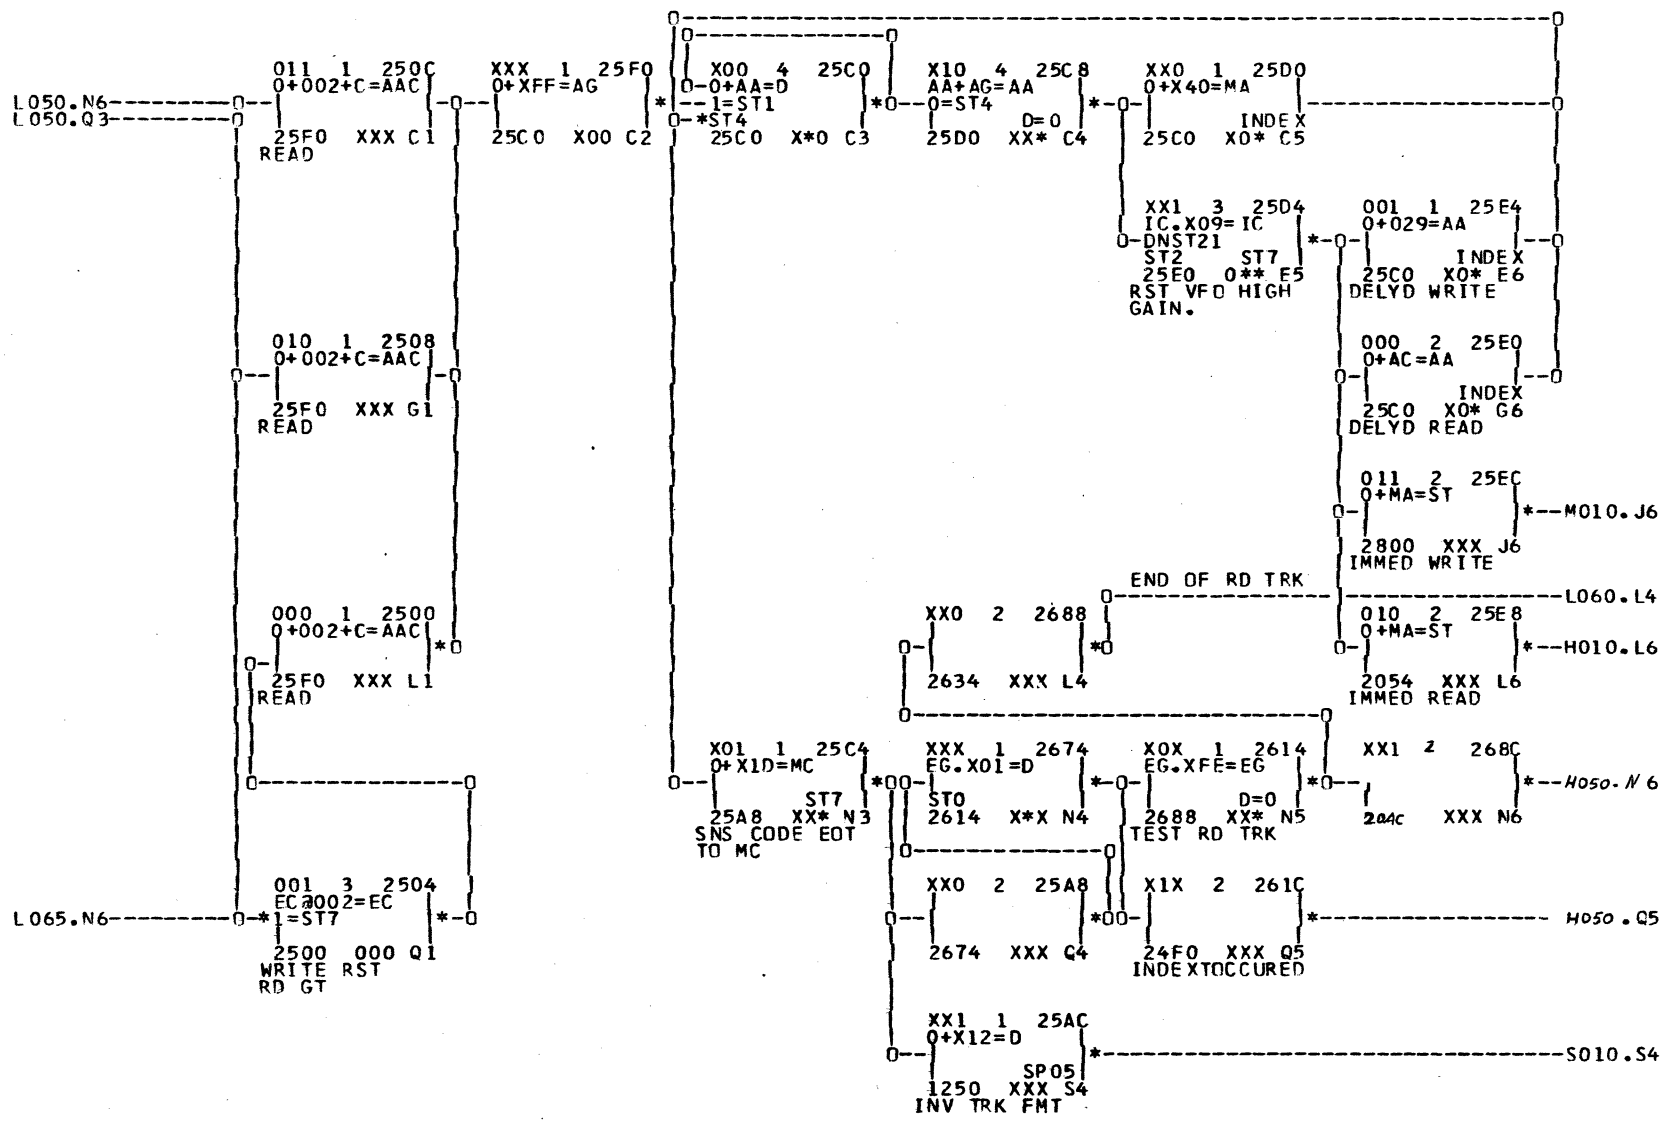 011 1 250C
0+002+C=AAC
L050.N6
L050.Q3
25F0 XXX C1
READ
XXX 1 25F0
0+XFF=AG
*
25C0 X00 C2
X00 4 25C0
0+AA=D
1=ST1
*ST4
*
25C0 X*0 C3
X10 4 25C8
AA+AG=AA
0=ST4
D=0
*
25D0 XX* C4
XX0 1 25D0
0+X40=MA
INDEX
25C0 X0* C5
XX1 3 25D4
IC.X09=IC
DNST21
ST2 ST7
*
25E0 0** E5
RST VFO HIGH
GAIN.
001 1 25E4
0+029=AA
INDEX
25C0 X0* E6
DELYD WRITE
010 1 2508
0+002+C=AAC
25F0 XXX G1
READ
000 2 25E0
0+AC=AA
INDEX
25C0 X0* G6
DELYD READ
011 2 25EC
0+MA=ST
*
M010.J6
2800 XXX J6
IMMED WRITE
END OF RD TRK
L060.L4
000 1 2500
0+002+C=AAC
*
25F0 XXX L1
READ
XX0 2 2688
*
2634 XXX L4
010 2 25E8
0+MA=ST
*
H010.L6
2054 XXX L6
IMMED READ
X01 1 25C4
0+X1D=MC
ST7
*
25A8 XX* N3
SNS CODE EOT
TO MC
XXX 1 2674
EG.X01=D
ST0
*
2614 X*X N4
X0X 1 2614
EG.XFE=EG
D=0
*
2688 XX* N5
TEST RD TRK
XX1 2 268C
*
H050.N6
20AC XXX N6
001 3 2504
EC@002=EC
L065.N6
*
1=ST7
*
2500 000 Q1
WRITE RST
RD GT
XX0 2 25A8
*
2674 XXX Q4
X1X 2 261C
*
H050.Q5
24F0 XXX Q5
INDEXTOCCURED
XX1 1 25AC
0+X12=D
*
S010.S4
SP05
1250 XXX S4
INV TRK FMT